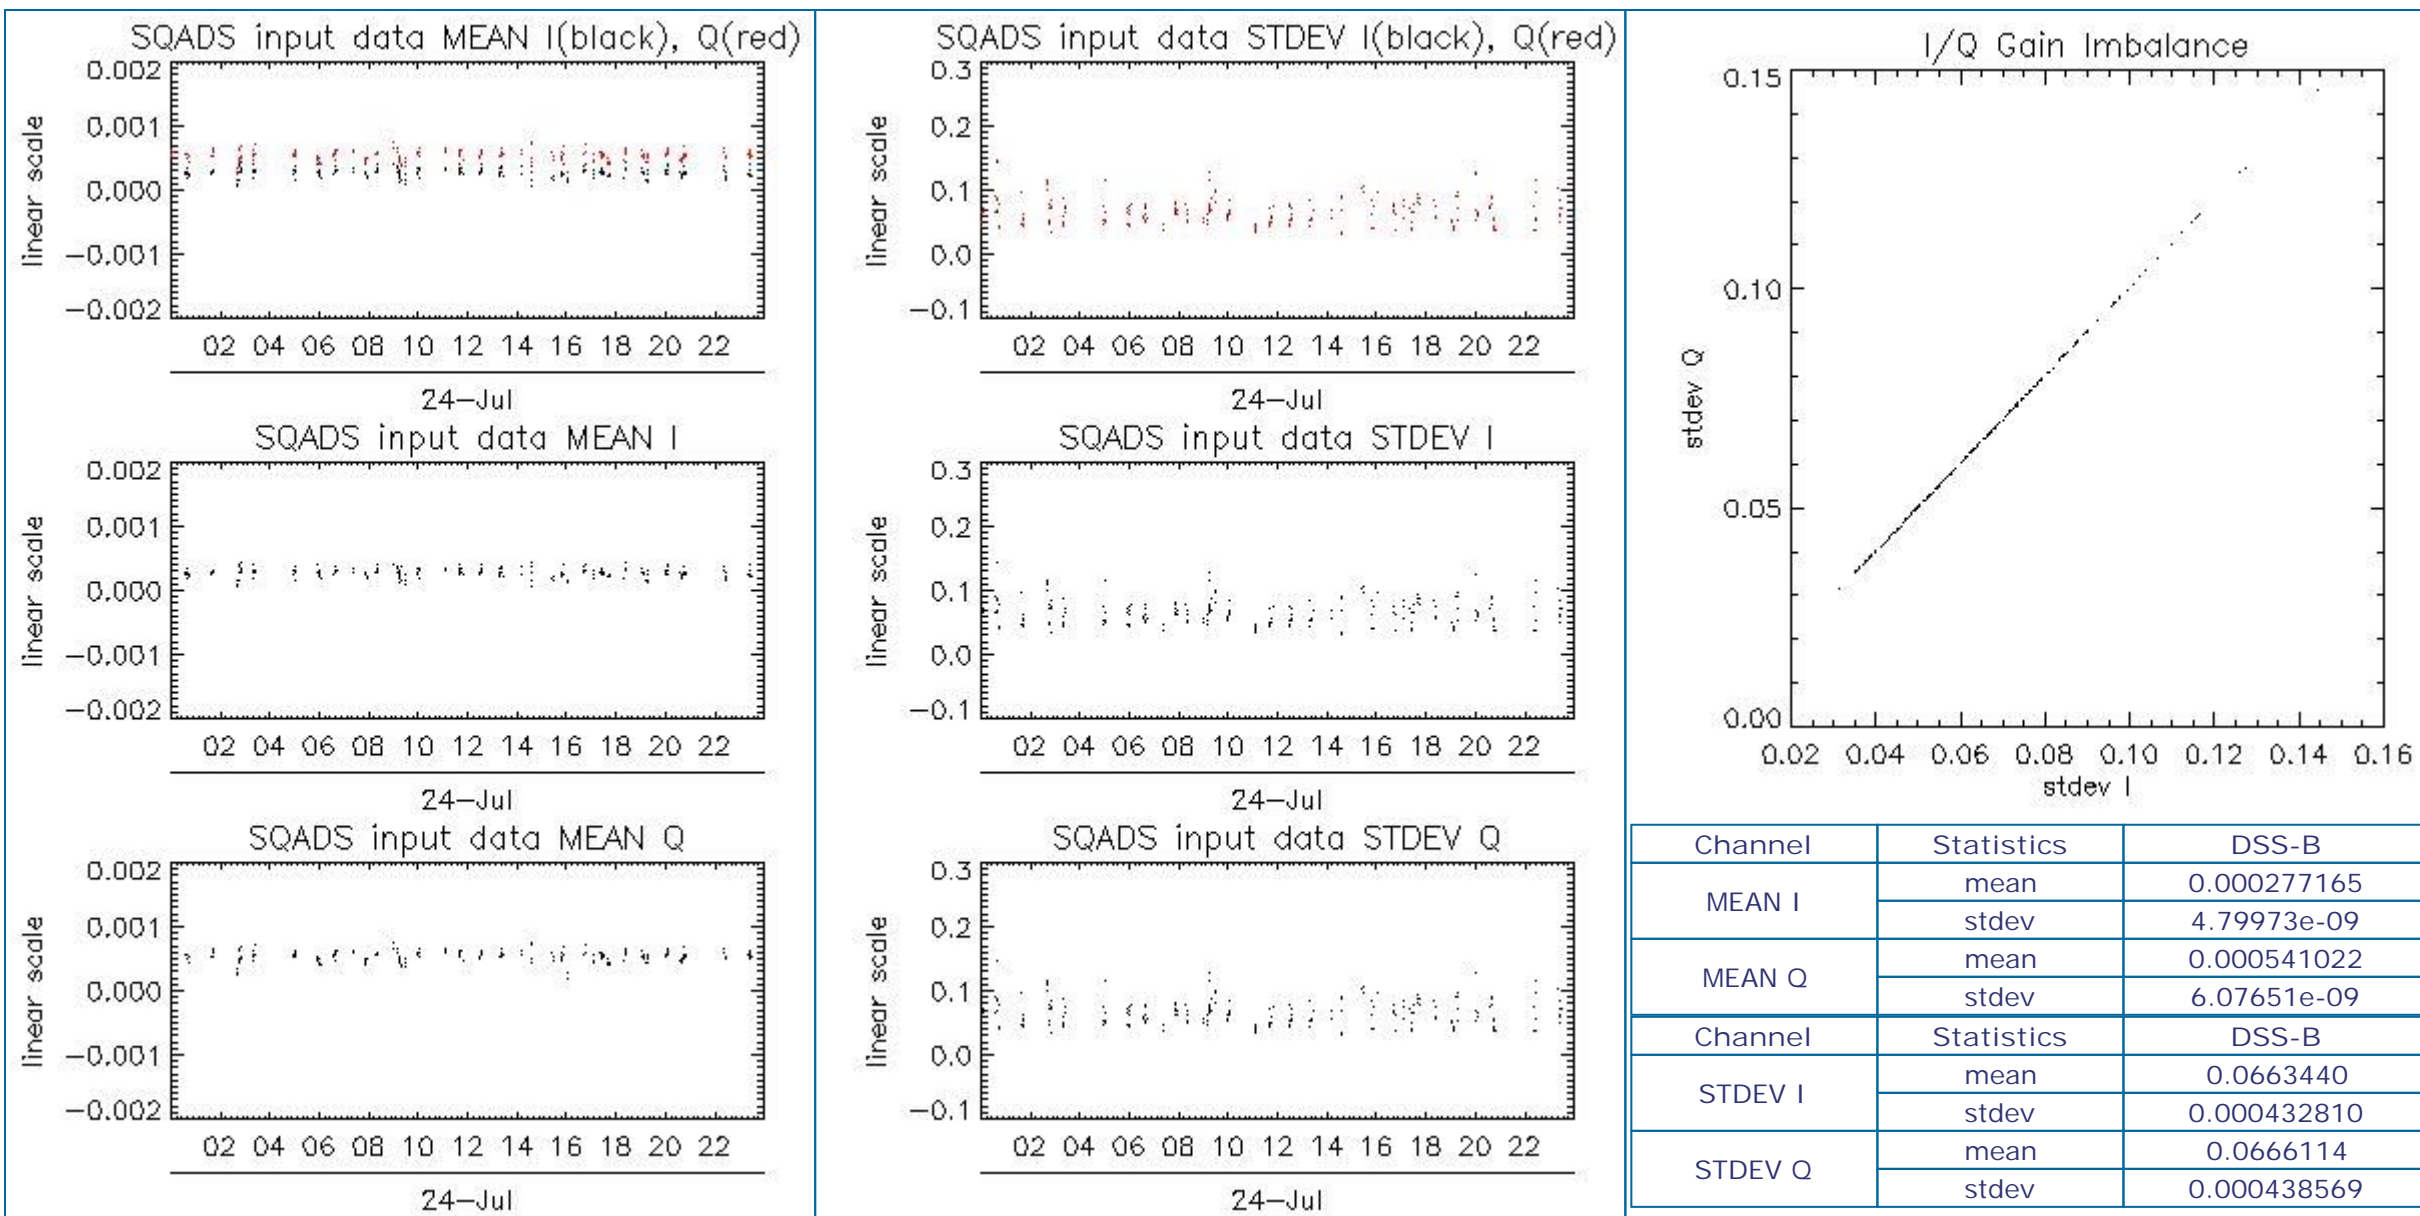 SQADS input data MEAN I(black), Q(red)
0.002
0.001
0.000
−0.001
−0.002
linear scale
02 04 06 08 10 12 14 16 18 20 22
24−Jul
SQADS input data MEAN I
0.002
0.001
0.000
−0.001
−0.002
linear scale
02 04 06 08 10 12 14 16 18 20 22
24−Jul
SQADS input data MEAN Q
0.002
0.001
0.000
−0.001
−0.002
linear scale
02 04 06 08 10 12 14 16 18 20 22
24−Jul
SQADS input data STDEV I(black), Q(red)
0.3
0.2
0.1
0.0
−0.1
linear scale
02 04 06 08 10 12 14 16 18 20 22
24−Jul
SQADS input data STDEV I
0.3
0.2
0.1
0.0
−0.1
linear scale
02 04 06 08 10 12 14 16 18 20 22
24−Jul
SQADS input data STDEV Q
0.3
0.2
0.1
0.0
−0.1
linear scale
02 04 06 08 10 12 14 16 18 20 22
24−Jul
I/Q Gain Imbalance
0.15
0.10
0.05
0.00
stdev Q
0.02 0.04 0.06 0.08 0.10 0.12 0.14 0.16
stdev I
Channel Statistics DSS-B
MEAN I mean 0.000277165
stdev 4.79973e-09
MEAN Q mean 0.000541022
stdev 6.07651e-09
Channel Statistics DSS-B
STDEV I mean 0.0663440
stdev 0.000432810
STDEV Q mean 0.0666114
stdev 0.000438569